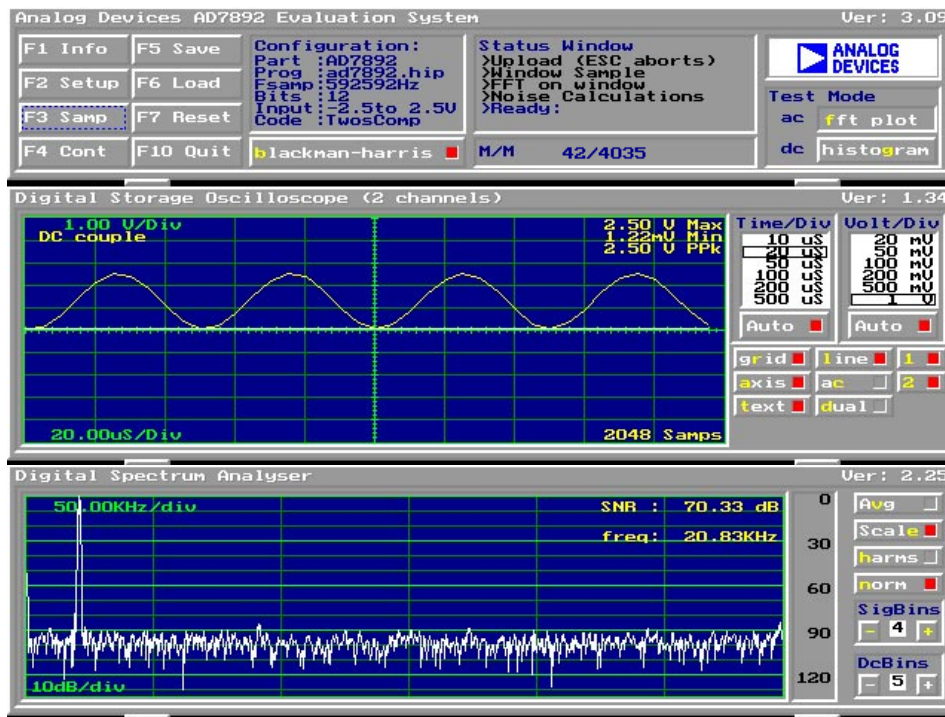 Analog Devices AD7892 Evaluation System Ver: 3.09
F1 Info F5 Save
F2 Setup F6 Load
F3 Samp F7 Reset
F4 Cont F10 Quit
Configuration:
Part :AD7892
Prog :ad7892.hip
Fsamp:592592Hz
Bits :12
Input:-2.5to 2.5V
Code :TwosComp
blackman-harris
Status Window
>Upload (ESC aborts)
>Window Sample
>FFT on window
>Noise Calculations
>Ready:
M/M 42/4035
ANALOG
DEVICES
Test Mode
ac fft plot
dc histogram
Digital Storage Oscilloscope (2 channels) Ver: 1.34
1.00 V/Div
DC couple
2.50 V Max
1.22mV Min
2.50 V PPk
20.00uS/Div
2048 Samps
Time/Div
10 uS
20 uS
50 uS
100 uS
200 uS
500 uS
Auto
Volt/Div
20 mV
50 mV
100 mV
200 mV
500 mV
1 V
Auto
grid line 1
axis ac 2
text dual
Digital Spectrum Analyser Ver: 2.25
50.00KHz/div
SNR : 70.33 dB
freq: 20.83KHz
10dB/div
0
30
60
90
120
Avg
Scale
harms
norm
SigBins
- 4 +
DcBins
- 5 +